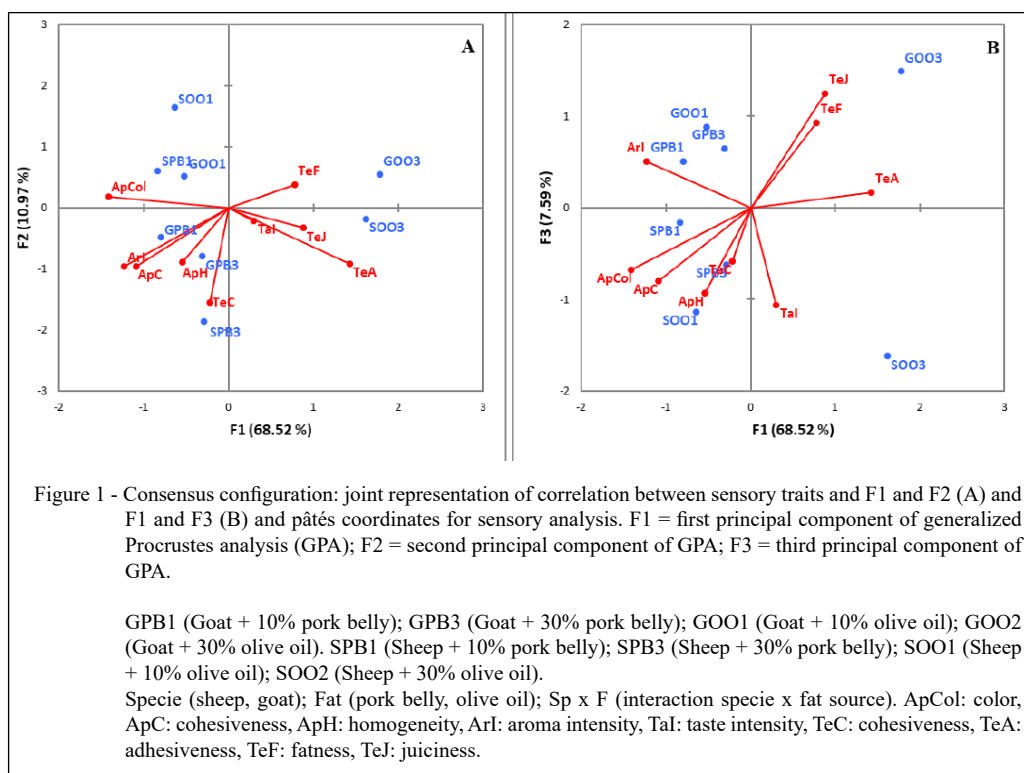 A
3
2
1
0
-1
-2
-3
-2
-1
0
1
2
3
F2 (10.97 %)
F1 (68.52 %)
SOO1
SPB1
GOO1
ApCol
TeF
GOO3
TaI
SOO3
TeJ
GPB1
ArI
ApC
ApH
GPB3
TeA
TeC
SPB3
B
2
1
0
-1
-2
-2
-1
0
1
2
3
F3 (7.59 %)
F1 (68.52 %)
GOO3
TeJ
TeF
GOO1
GPB3
ArI
GPB1
TeA
SPB1
ApCol
TeC
SPB3
ApC
ApH
SOO1
TaI
SOO3
Figure 1 - Consensus configuration: joint representation of correlation between sensory traits and F1 and F2 (A) and
F1 and F3 (B) and pâtés coordinates for sensory analysis. F1 = first principal component of generalized
Procrustes analysis (GPA); F2 = second principal component of GPA; F3 = third principal component of
GPA.
GPB1 (Goat + 10% pork belly); GPB3 (Goat + 30% pork belly); GOO1 (Goat + 10% olive oil); GOO2
(Goat + 30% olive oil). SPB1 (Sheep + 10% pork belly); SPB3 (Sheep + 30% pork belly); SOO1 (Sheep
+ 10% olive oil); SOO2 (Sheep + 30% olive oil).
Specie (sheep, goat); Fat (pork belly, olive oil); Sp x F (interaction specie x fat source). ApCol: color,
ApC: cohesiveness, ApH: homogeneity, ArI: aroma intensity, TaI: taste intensity, TeC: cohesiveness, TeA:
adhesiveness, TeF: fatness, TeJ: juiciness.